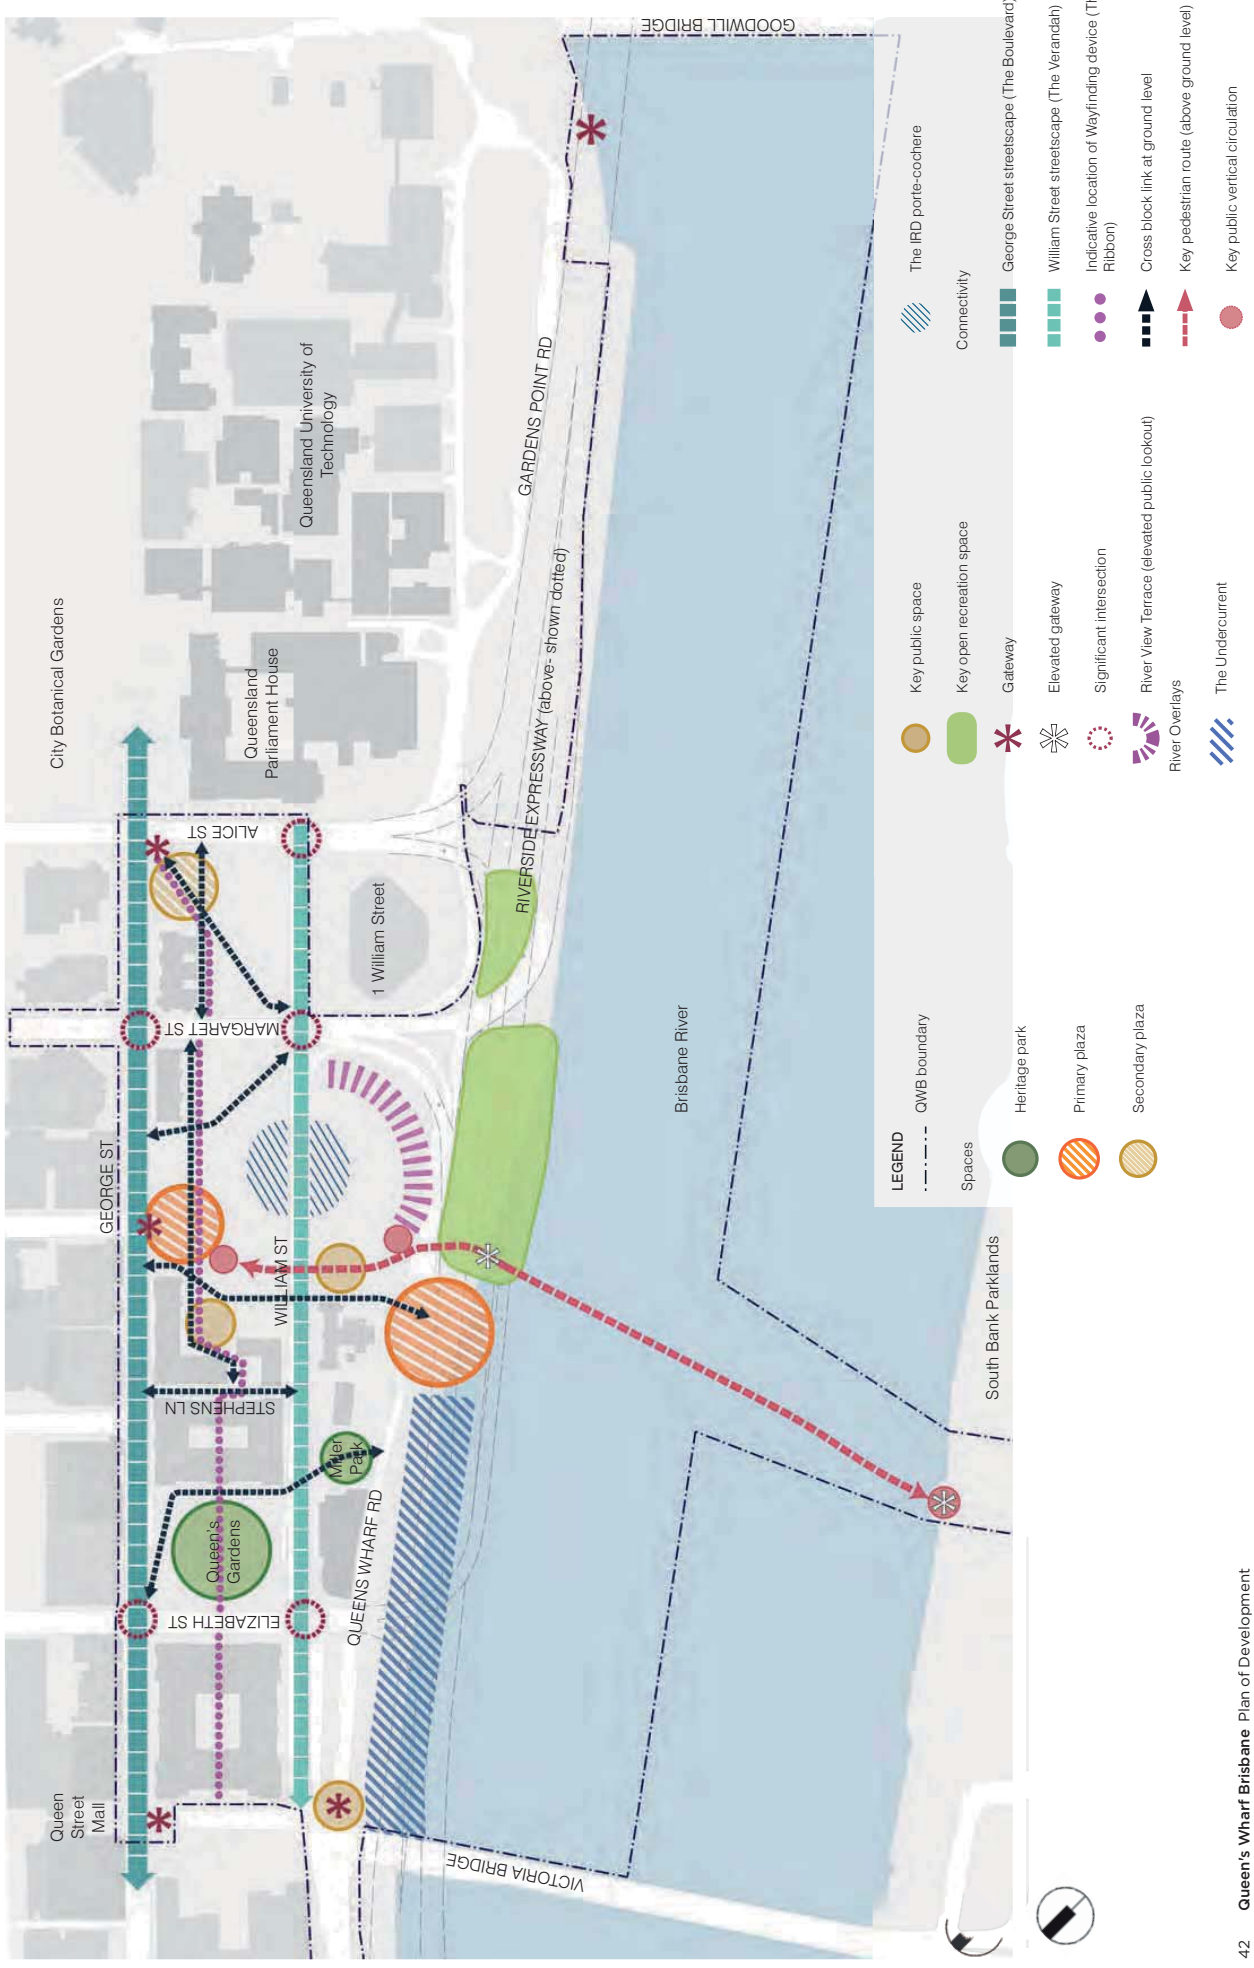 City Botanical Gardens
Queen
Street
Mall
GEORGE ST
ALICE ST
MARGARET ST
STEPHENS LN
ELIZABETH ST
WILLIAM ST
Queen's
Gardens
Miller
Park
1 William Street
Queensland
Parliament House
Queensland University of
Technology
QUEENS WHARF RD
GARDENS POINT RD
RIVERSIDE EXPRESSWAY (above- shown dotted)
VICTORIA BRIDGE
GOODWILL BRIDGE
Brisbane River
South Bank Parklands
LEGEND
QWB boundary
Spaces
Heritage park
Primary plaza
Secondary plaza
Key public space
Key open recreation space
Gateway
Elevated gateway
Significant intersection
River View Terrace (elevated public lookout)
River Overlays
The Undercurrent
The IRD porte-cochere
Connectivity
George Street streetscape (The Boulevard)
William Street streetscape (The Verandah)
Indicative location of Wayfinding device (Th
Ribbon)
Cross block link at ground level
Key pedestrian route (above ground level)
Key public vertical circulation
42 Queen's Wharf Brisbane Plan of Development